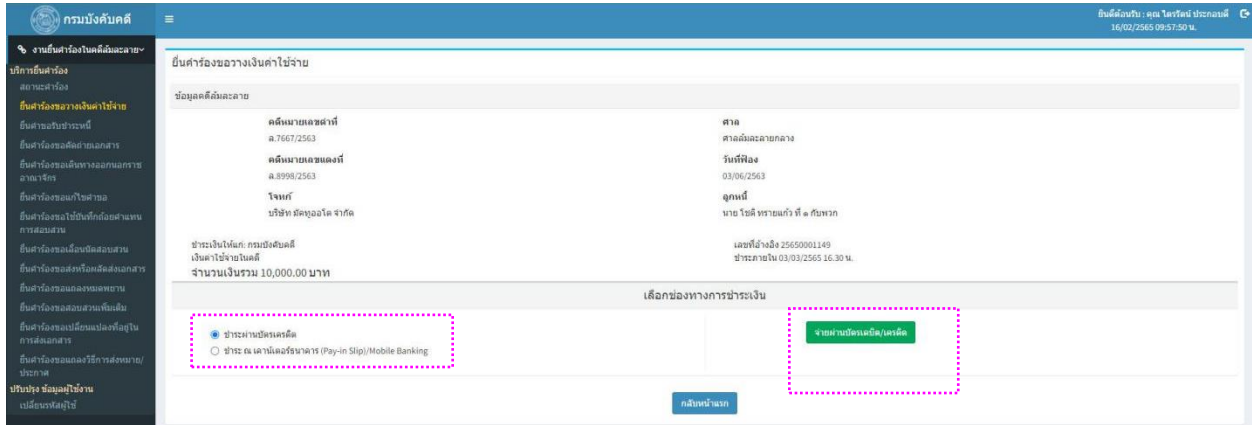 กรมบังคับคดี
ยินดีต้อนรับ : คุณ ไตรรัตน์ ประกอบดี
16/02/2565 09:57:50 น.
งานยื่นคำร้องในคดีล้มละลาย
บริการยื่นคำร้อง
สถานะคำร้อง
ยื่นคำร้องขอวางเงินค่าใช้จ่าย
ยื่นคำขอรับชำระหนี้
ยื่นคำร้องขอคัดถ่ายเอกสาร
ยื่นคำร้องขอเดินทางออกนอกราช
อาณาจักร
ยื่นคำร้องขอแก้ไขคำขอ
ยื่นคำร้องขอใช้บันทึกถ้อยคำแทน
การสอบสวน
ยื่นคำร้องขอเลื่อนนัดสอบสวน
ยื่นคำร้องขอส่งหรือผลัดส่งเอกสาร
ยื่นคำร้องขอแถลงหมดพยาน
ยื่นคำร้องขอสอบสวนเพิ่มเติม
ยื่นคำร้องขอเปลี่ยนแปลงที่อยู่ใน
การส่งเอกสาร
ยื่นคำร้องขอแถลงวิธีการส่งหมาย/
ประกาศ
ปรับปรุง ข้อมูลผู้ใช้งาน
เปลี่ยนรหัสผู้ใช้
ยื่นคำร้องขอวางเงินค่าใช้จ่าย
ข้อมูลคดีล้มละลาย
คดีหมายเลขดำที่
ล.7667/2563
ศาล
ศาลล้มละลายกลาง
คดีหมายเลขแดงที่
ล.8998/2563
วันที่ฟ้อง
03/06/2563
โจทก์
บริษัท มัคทูออโต จำกัด
ลูกหนี้
นาย โชติ ทรายแก้ว ที่ ๑ กับพวก
ชำระเงินให้แก่: กรมบังคับคดี
เงินค่าใช้จ่ายในคดี
จำนวนเงินรวม 10,000.00 บาท
เลขที่อ้างอิง 25650001149
ชำระภายใน 03/03/2565 16.30 น.
เลือกช่องทางการชำระเงิน
ชำระผ่านบัตรเครดิต
ชำระ ณ เคาน์เตอร์ธนาคาร (Pay-in Slip)/Mobile Banking
จ่ายผ่านบัตรเดบิต/เครดิต
กลับหน้าแรก